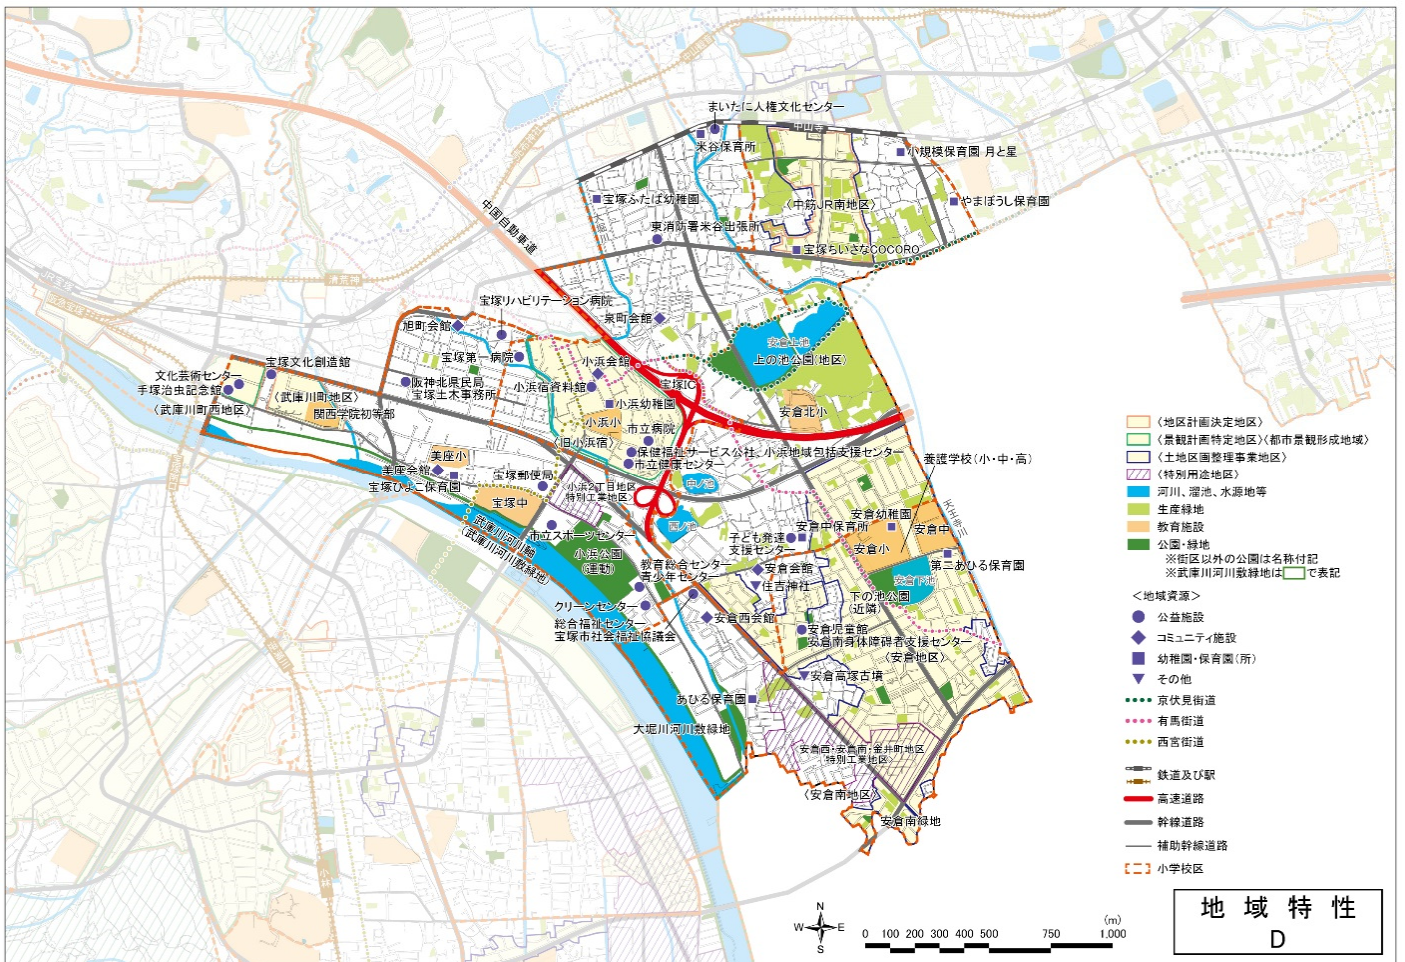 まいたに人権文化センター
中山寺
米谷保育所
小規模保育園 月と星
宝塚ふたば幼稚園
〈中筋JR南地区〉
やまぼうし保育園
中国自動車道
東消防署米谷出張所
宝塚ちいさなCOCORO
清荒神
JR宝塚線
宝塚リハビリテーション病院
旭町会館
泉町会館
安倉上池
上の池公園(地区)
宝塚第一病院
小浜会館
宝塚文化創造館
文化芸術センター
手塚治虫記念館
阪神北県民局
宝塚土木事務所
小浜宿資料館
宝塚IC
〈武庫川町地区〉
〈武庫川町西地区〉
関西学院初等部
小浜幼稚園
安倉北小
小浜小
市立病院
〈旧小浜宿〉
保健福祉サービス公社、小浜地域包括支援センター
市立健康センター
美座小
美座会館
宝塚ひよこ保育園
宝塚郵便局
〈小浜2丁目地区
特別工業地区〉
中ノ池
養護学校(小・中・高)
宝塚中
西ノ池
安倉幼稚園
天王寺川
武庫川河川軸
〈武庫川河川敷緑地〉
市立スポーツセンター
安倉中保育所
安倉中
子ども発達
支援センター
安倉小
小浜公園
(運動)
第二あひる保育園
教育総合センター
青少年センター
安倉会館
安倉下池
住吉神社
下の池公園
(近隣)
クリーンセンター
総合福祉センター
宝塚市社会福祉協議会
安倉西会館
安倉児童館
安倉南身体障碍者支援センター
〈安倉地区〉
安倉高塚古墳
あひる保育園
大堀川河川敷緑地
安倉西・安倉南・金井町地区
特別工業地区〉
〈安倉南地区〉
安倉南緑地
小林
〈地区計画決定地区〉
〈景観計画特定地区〉〈都市景観形成地域〉
〈土地区画整理事業地区〉
〈特別用途地区〉
河川、溜池、水源地等
生産緑地
教育施設
公園・緑地
※街区以外の公園は名称付記
※武庫川河川敷緑地は　で表記
＜地域資源＞
公益施設
コミュニティ施設
幼稚園・保育園(所)
その他
京伏見街道
有馬街道
西宮街道
鉄道及び駅
高速道路
幹線道路
補助幹線道路
小学校区
N
W E
S
(m)
0 100 200 300 400 500 750 1,000
地域特性
D